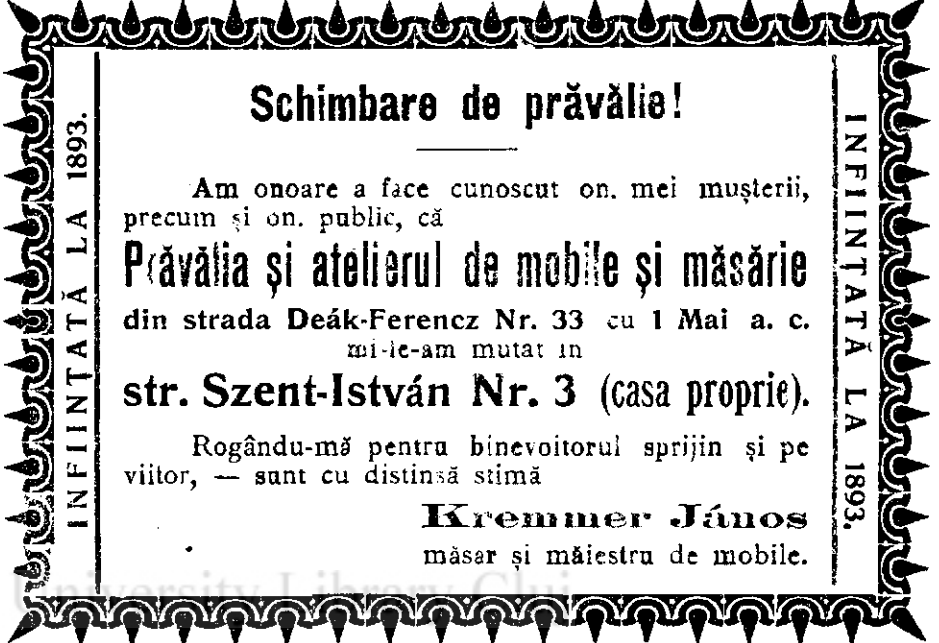 INFIINȚATĂ LA 1893.
Schimbare de prăvălie!
Am onoare a face cunoscut on. mei mușterii,
precum și on. public, că
Prăvălia și atelierul de mobile și măsărie
din strada Deák-Ferencz Nr. 33 cu 1 Mai a. c.
mi-le-am mutat in
str. Szent-István Nr. 3 (casa proprie).
Rogându-mă pentru binevoitorul sprijin și pe
viitor, — sunt cu distinsă stimă
Kremmer János
măsar și măiestru de mobile.
INFIINȚATĂ LA 1893.
University Library Cluj